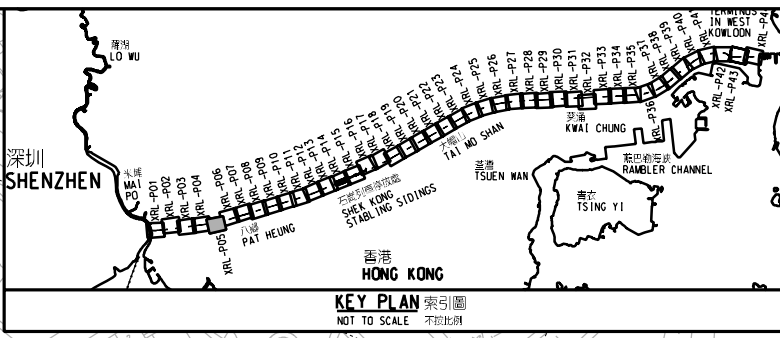 TERMINUS
IN WEST
KOWLOON
羅湖
LO WU
深圳
SHENZHEN
米埔
MAI
PO
XRL-P01
XRL-P02
XRL-P03
XRL-P04
XRL-P05
XRL-P06
XRL-P07
XRL-P08
XRL-P09
XRL-P10
XRL-P11
XRL-P12
XRL-P13
XRL-P14
XRL-P15
XRL-P16
XRL-P17
XRL-P18
XRL-P19
XRL-P20
XRL-P21
XRL-P22
XRL-P23
XRL-P24
XRL-P25
XRL-P26
XRL-P27
XRL-P28
XRL-P29
XRL-P30
XRL-P31
XRL-P32
XRL-P33
XRL-P34
XRL-P35
XRL-P36
XRL-P37
XRL-P38
XRL-P39
XRL-P40
XRL-P42
XRL-P43
八鄉
PAT HEUNG
石崗列車停放處
SHEK KONG
STABLING SIDINGS
大帽山
TAI MO SHAN
葵涌
KWAI CHUNG
荃灣
TSUEN WAN
藍巴勒海峽
RAMBLER CHANNEL
青衣
TSING YI
香港
HONG KONG
KEY PLAN 索引圖
NOT TO SCALE 不按比例